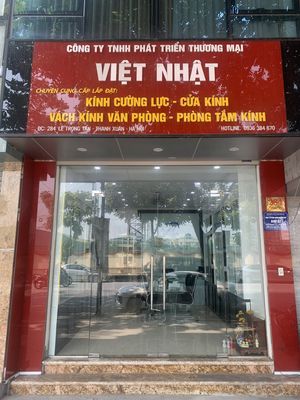 CÔNG TY TNHH PHÁT TRIỂN THƯƠNG MẠI
VIỆT NHẬT
CHUYÊN CUNG CẤP LẮP ĐẶT:
KÍNH CƯỜNG LỰC - CỬA KÍNH
VÁCH KÍNH VĂN PHÒNG - PHÒNG TẮM KÍNH
ĐC: 284 LÊ TRỌNG TẤN - THANH XUÂN - HÀ NỘI
HOTLINE: 0936 384 670